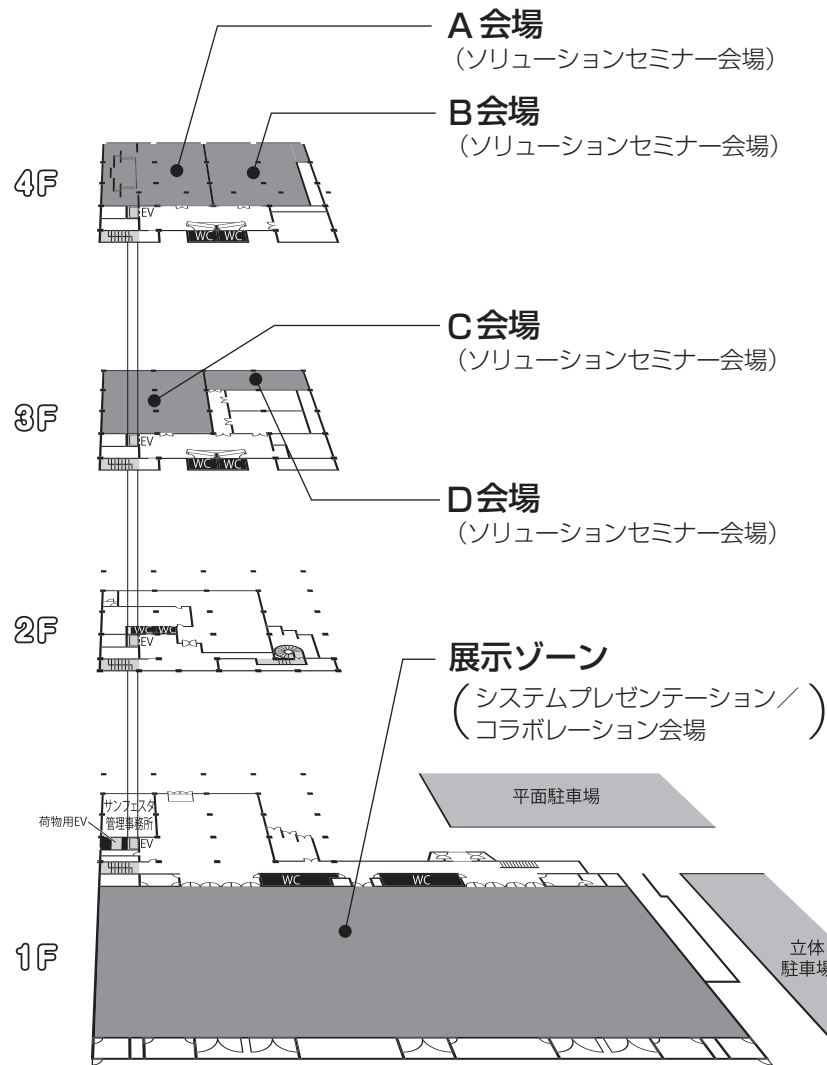 A会場
（ソリューションセミナー会場）
B会場
（ソリューションセミナー会場）
4F
EV
WC WC
C会場
（ソリューションセミナー会場）
3F
EV
WC WC
D会場
（ソリューションセミナー会場）
2F
WC WC
EV
展示ゾーン
（システムプレゼンテーション／
コラボレーション会場）
平面駐車場
サンフェスタ
管理事務所
荷物用EV
EV
WC
WC
1F
立体
駐車場